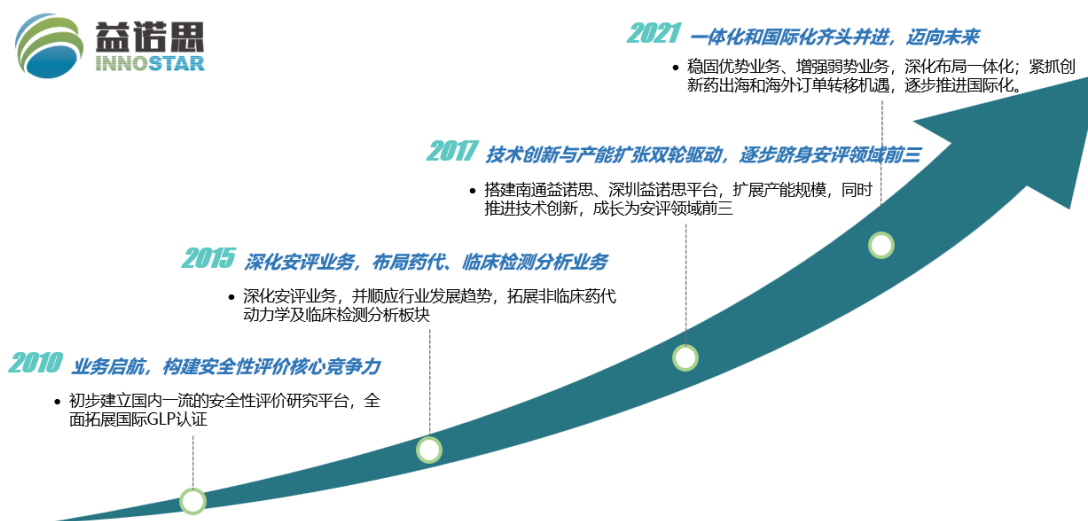 益诺思
INNOSTAR
2021 一体化和国际化齐头并进，迈向未来
• 稳固优势业务、增强弱势业务，深化布局一体化；紧抓创
新药出海和海外订单转移机遇，逐步推进国际化。
2017 技术创新与产能扩张双轮驱动，逐步跻身安评领域前三
• 搭建南通益诺思、深圳益诺思平台，扩展产能规模，同时
推进技术创新，成长为安评领域前三
2015 深化安评业务，布局药代、临床检测分析业务
• 深化安评业务，并顺应行业发展趋势，拓展非临床药代
动力学及临床检测分析板块
2010 业务启航，构建安全性评价核心竞争力
• 初步建立国内一流的安全性评价研究平台，全
面拓展国际GLP认证